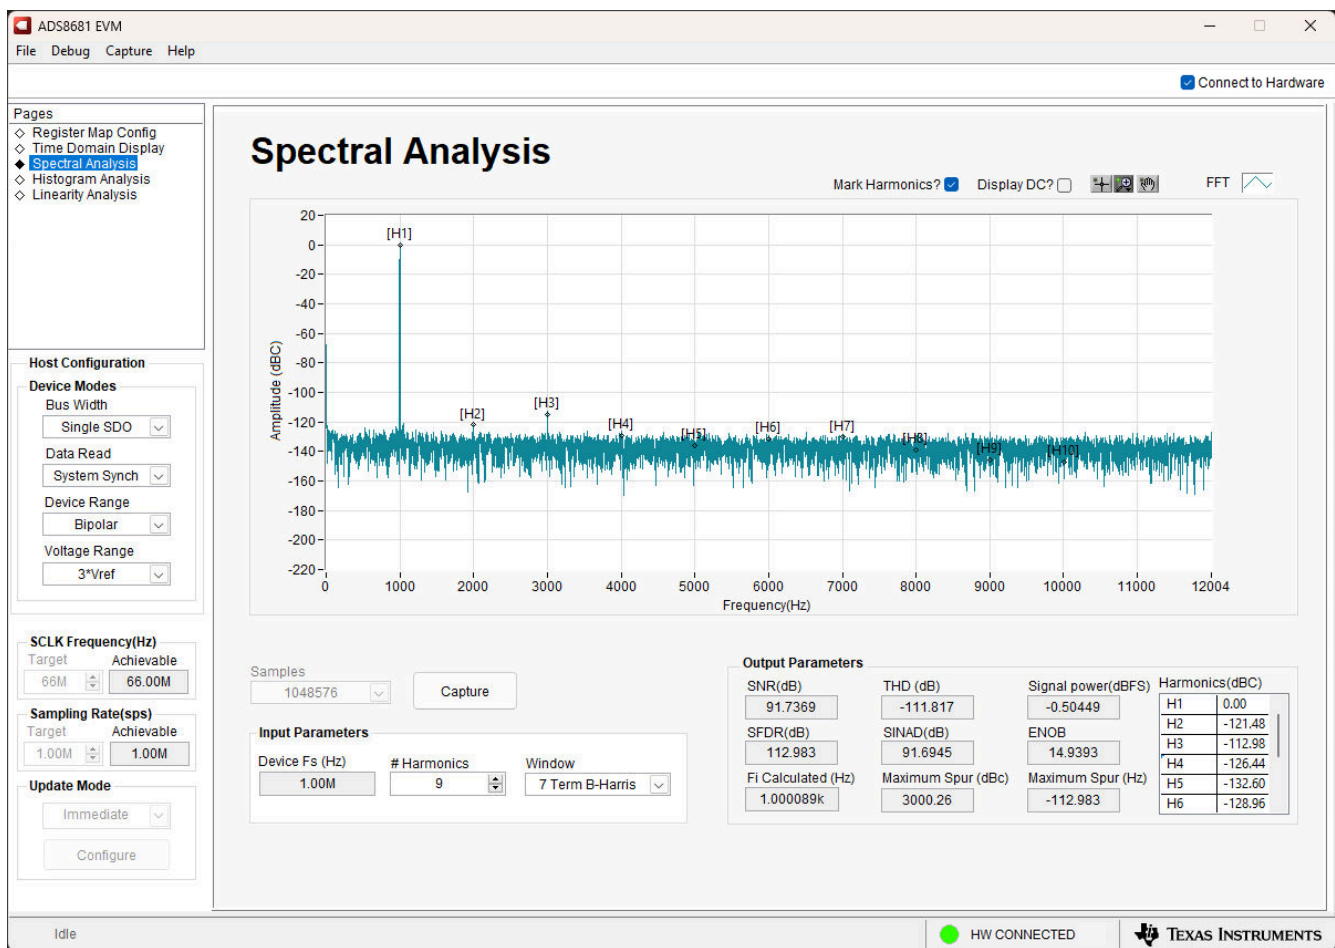 ADS8681 EVM
File Debug Capture Help
Connect to Hardware
Pages
Register Map Config
Time Domain Display
Spectral Analysis
Histogram Analysis
Linearity Analysis
Host Configuration
Device Modes
Bus Width
Single SDO
Data Read
System Synch
Device Range
Bipolar
Voltage Range
3*Vref
SCLK Frequency(Hz)
Target Achievable
66M 66.00M
Sampling Rate(sps)
Target Achievable
1.00M 1.00M
Update Mode
Immediate
Configure
Spectral Analysis
Mark Harmonics? Display DC? FFT
Amplitude (dBC)
20
0
-20
-40
-60
-80
-100
-120
-140
-160
-180
-200
-220
[H1]
[H2]
[H3]
[H4]
[H5]
[H6]
[H7]
[H8]
[H9]
[H10]
0 1000 2000 3000 4000 5000 6000 7000 8000 9000 10000 11000 12004
Frequency(Hz)
Samples
1048576
Capture
Input Parameters
Device Fs (Hz) # Harmonics Window
1.00M 9 7 Term B-Harris
Output Parameters
SNR(dB) THD (dB) Signal power(dBFS)
91.7369 -111.817 -0.50449
SFDR(dB) SINAD(dB) ENOB
112.983 91.6945 14.9393
Fi Calculated (Hz) Maximum Spur (dBc) Maximum Spur (Hz)
1.000089k 3000.26 -112.983
Harmonics(dBC)
H1 0.00
H2 -121.48
H3 -112.98
H4 -126.44
H5 -132.60
H6 -128.96
Idle
HW CONNECTED
TEXAS INSTRUMENTS